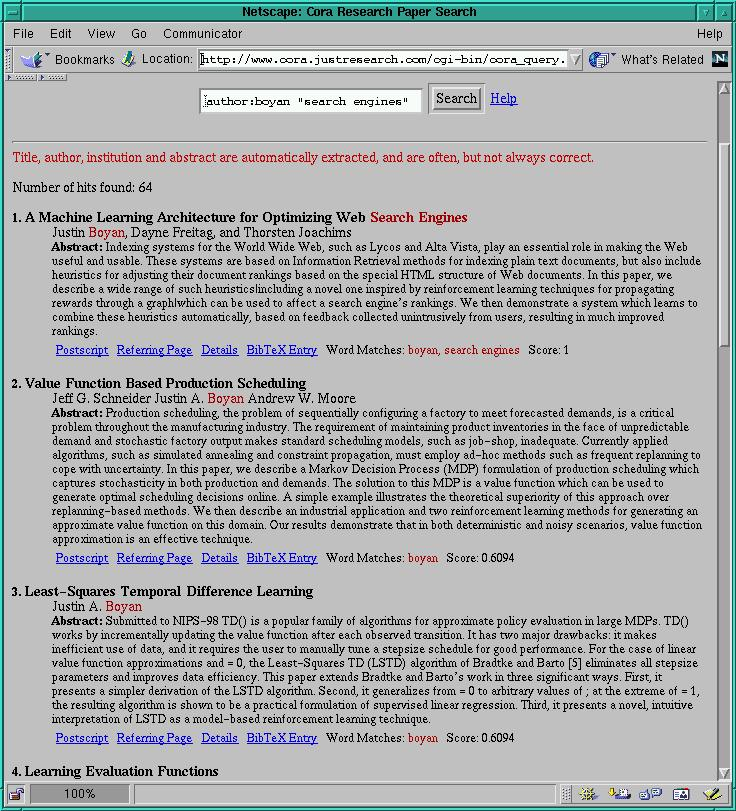 Netscape: Cora Research Paper Search
File Edit View Go Communicator Help
Bookmarks Location: http://www.cora.justresearch.com/cgi-bin/cora_query. What's Related N
author:boyan "search engines" Search Help
Title, author, institution and abstract are automatically extracted, and are often, but not always correct.
Number of hits found: 64
1. A Machine Learning Architecture for Optimizing Web Search Engines
Justin Boyan, Dayne Freitag, and Thorsten Joachims
Abstract: Indexing systems for the World Wide Web, such as Lycos and Alta Vista, play an essential role in making the Web
useful and usable. These systems are based on Information Retrieval methods for indexing plain text documents, but also include
heuristics for adjusting their document rankings based on the special HTML structure of Web documents. In this paper, we
describe a wide range of such heuristics|including a novel one inspired by reinforcement learning techniques for propagating
rewards through a graph|which can be used to affect a search engine's rankings. We then demonstrate a system which learns to
combine these heuristics automatically, based on feedback collected unintrusively from users, resulting in much improved
rankings.
Postscript Referring Page Details BibTeX Entry Word Matches: boyan, search engines Score: 1
2. Value Function Based Production Scheduling
Jeff G. Schneider Justin A. Boyan Andrew W. Moore
Abstract: Production scheduling, the problem of sequentially configuring a factory to meet forecasted demands, is a critical
problem throughout the manufacturing industry. The requirement of maintaining product inventories in the face of unpredictable
demand and stochastic factory output makes standard scheduling models, such as job-shop, inadequate. Currently applied
algorithms, such as simulated annealing and constraint propagation, must employ ad-hoc methods such as frequent replanning to
cope with uncertainty. In this paper, we describe a Markov Decision Process (MDP) formulation of production scheduling which
captures stochasticity in both production and demands. The solution to this MDP is a value function which can be used to
generate optimal scheduling decisions online. A simple example illustrates the theoretical superiority of this approach over
replanning-based methods. We then describe an industrial application and two reinforcement learning methods for generating an
approximate value function on this domain. Our results demonstrate that in both deterministic and noisy scenarios, value function
approximation is an effective technique.
Postscript Referring Page Details BibTeX Entry Word Matches: boyan Score: 0.6094
3. Least-Squares Temporal Difference Learning
Justin A. Boyan
Abstract: Submitted to NIPS-98 TD() is a popular family of algorithms for approximate policy evaluation in large MDPs. TD()
works by incrementally updating the value function after each observed transition. It has two major drawbacks: it makes
inefficient use of data, and it requires the user to manually tune a stepsize schedule for good performance. For the case of linear
value function approximations and = 0, the Least-Squares TD (LSTD) algorithm of Bradtke and Barto [5] eliminates all stepsize
parameters and improves data efficiency. This paper extends Bradtke and Barto's work in three significant ways. First, it
presents a simpler derivation of the LSTD algorithm. Second, it generalizes from = 0 to arbitrary values of ; at the extreme of = 1,
the resulting algorithm is shown to be a practical formulation of supervised linear regression. Third, it presents a novel, intuitive
interpretation of LSTD as a model-based reinforcement learning technique.
Postscript Referring Page Details BibTeX Entry Word Matches: boyan Score: 0.6094
4. Learning Evaluation Functions
100%